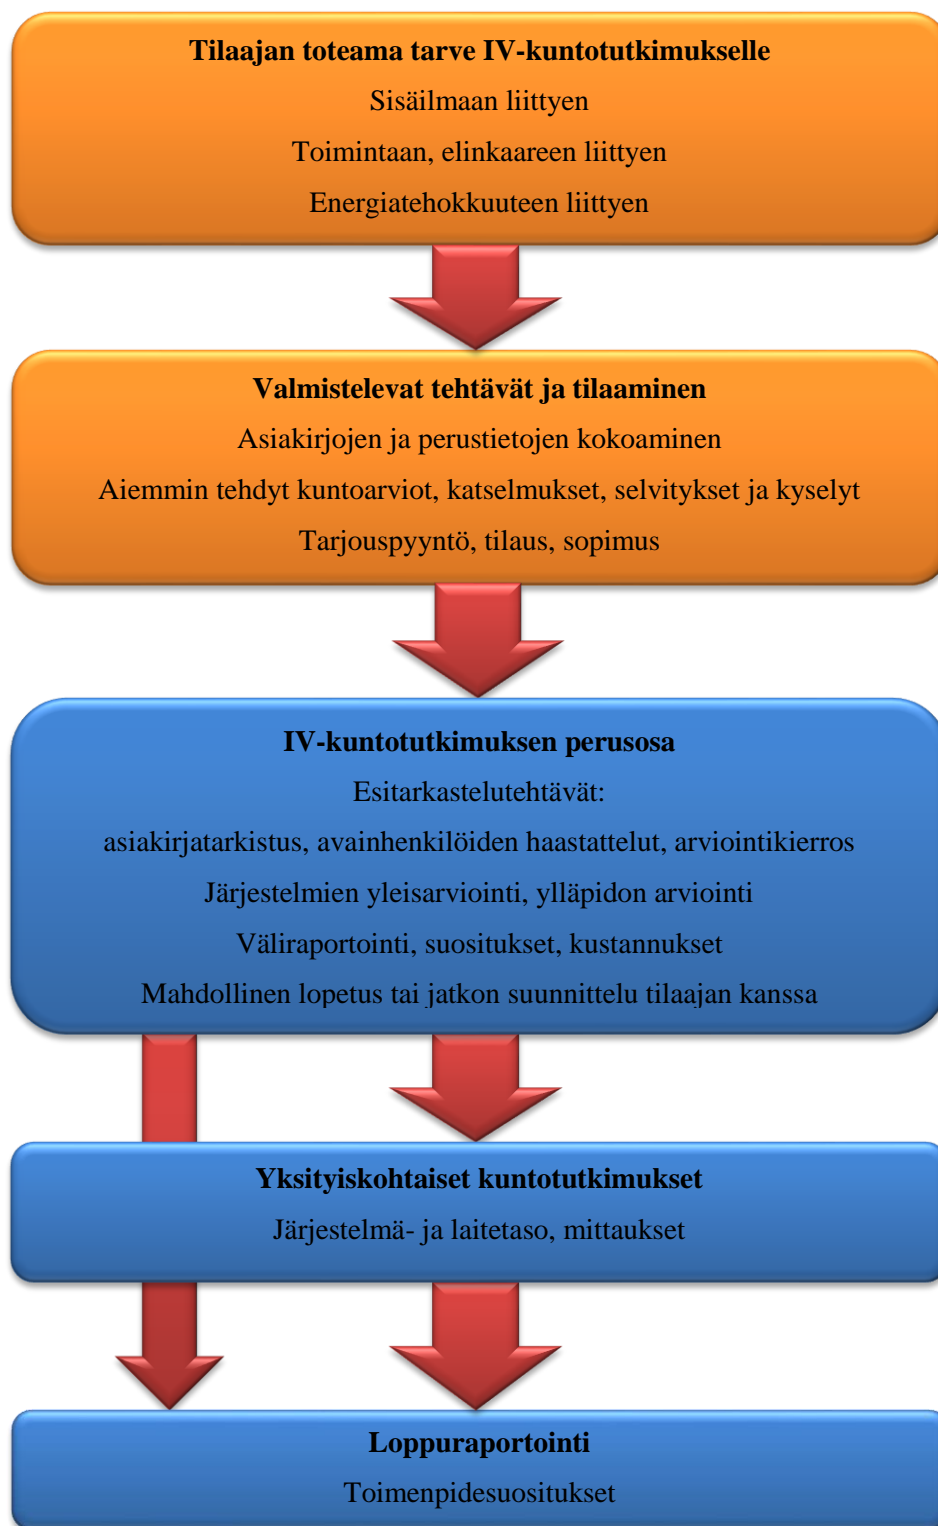 Tilaajan toteama tarve IV-kuntotutkimukselle
Sisäilmaan liittyen
Toimintaan, elinkaareen liittyen
Energiatehokkuuteen liittyen
Valmistelevat tehtävät ja tilaaminen
Asiakirjojen ja perustietojen kokoaminen
Aiemmin tehdyt kuntoarviot, katselmukset, selvitykset ja kyselyt
Tarjouspyyntö, tilaus, sopimus
IV-kuntotutkimuksen perusosa
Esitarkastelutehtävät:
asiakirjatarkistus, avainhenkilöiden haastattelut, arviointikierros
Järjestelmien yleisarviointi, ylläpidon arviointi
Väliraportointi, suositukset, kustannukset
Mahdollinen lopetus tai jatkon suunnittelu tilaajan kanssa
Yksityiskohtaiset kuntotutkimukset
Järjestelmä- ja laitetaso, mittaukset
Loppuraportointi
Toimenpidesuositukset